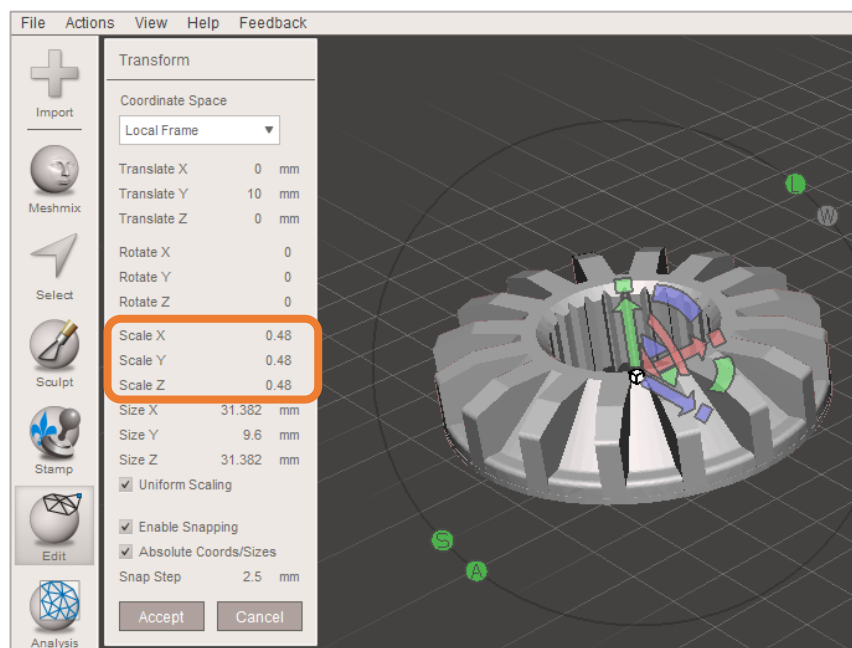 File Actions View Help Feedback
Import
Meshmix
Select
Sculpt
Stamp
Edit
Analysis
Transform
Coordinate Space
Local Frame
Translate X 0 mm
Translate Y 10 mm
Translate Z 0 mm
Rotate X 0
Rotate Y 0
Rotate Z 0
Scale X 0.48
Scale Y 0.48
Scale Z 0.48
Size X 31.382 mm
Size Y 9.6 mm
Size Z 31.382 mm
Uniform Scaling
Enable Snapping
Absolute Coords/Sizes
Snap Step 2.5 mm
Accept Cancel
L
W
S
A